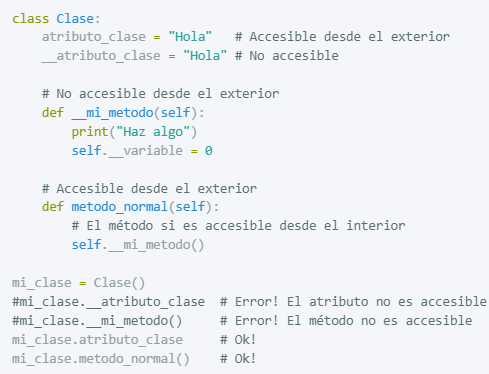 class Clase:
    atributo_clase = "Hola"   # Accesible desde el exterior
    __atributo_clase = "Hola" # No accesible

    # No accesible desde el exterior
    def __mi_metodo(self):
        print("Haz algo")
        self.__variable = 0

    # Accesible desde el exterior
    def metodo_normal(self):
        # El método si es accesible desde el interior
        self.__mi_metodo()

mi_clase = Clase()
#mi_clase.__atributo_clase  # Error! El atributo no es accesible
#mi_clase.__mi_metodo()     # Error! El método no es accesible
mi_clase.atributo_clase     # Ok!
mi_clase.metodo_normal()    # Ok!